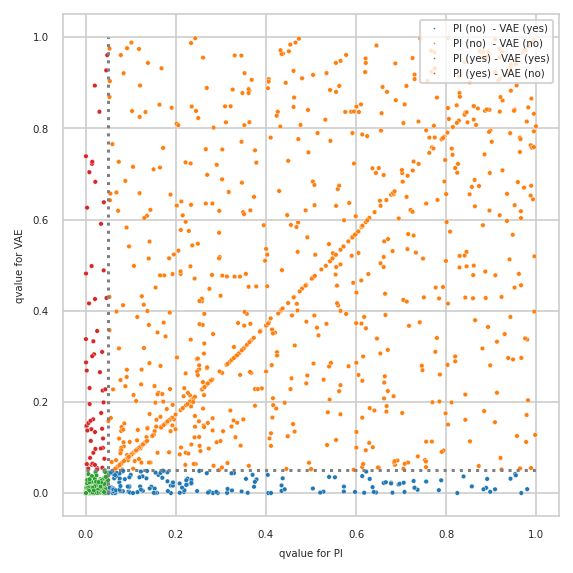 PI (no)  - VAE (yes)
PI (no)  - VAE (no)
PI (yes) - VAE (yes)
PI (yes) - VAE (no)
1.0
0.8
0.6
0.4
0.2
0.0
qvalue for VAE
0.0 0.2 0.4 0.6 0.8 1.0
qvalue for PI